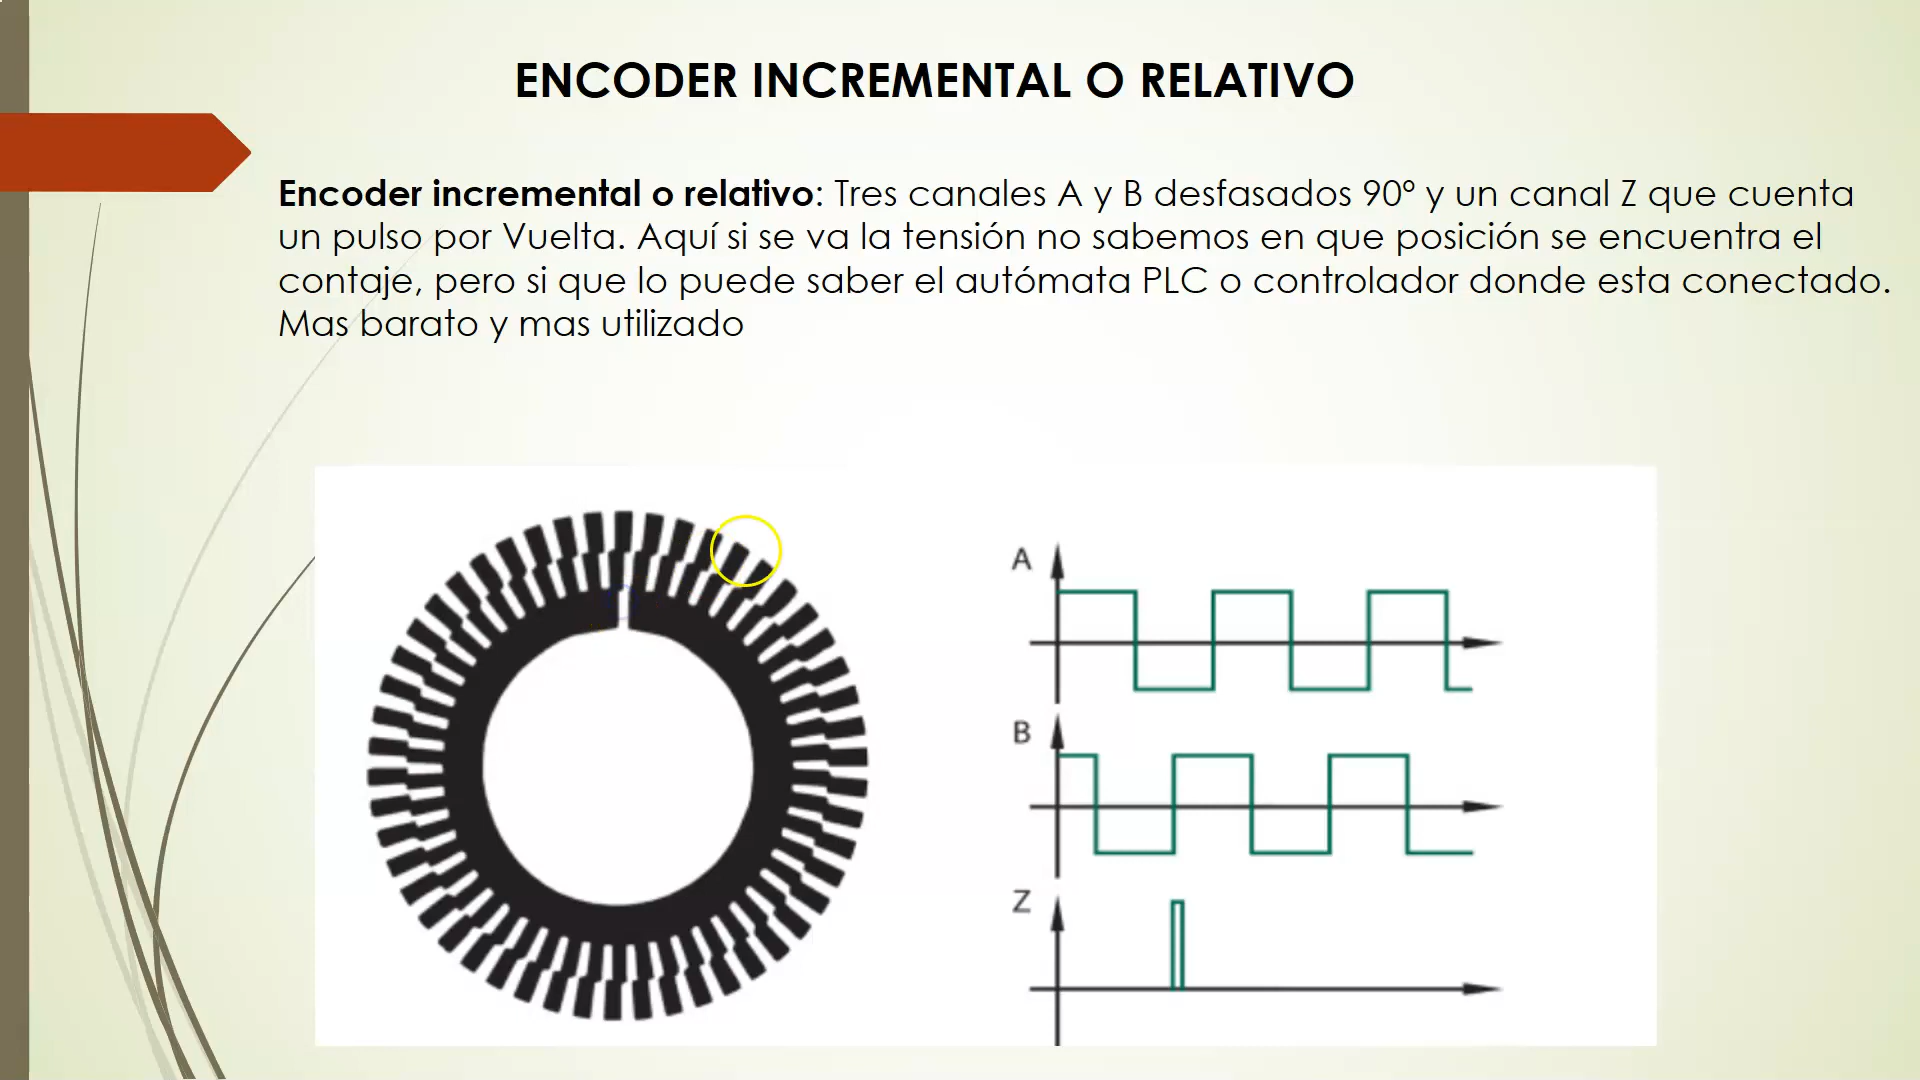 ENCODER INCREMENTAL O RELATIVO
Encoder incremental o relativo: Tres canales A y B desfasados 90º y un canal Z que cuenta
un pulso por Vuelta. Aquí si se va la tensión no sabemos en que posición se encuentra el
contaje, pero si que lo puede saber el autómata PLC o controlador donde esta conectado.
Mas barato y mas utilizado
A
B
Z